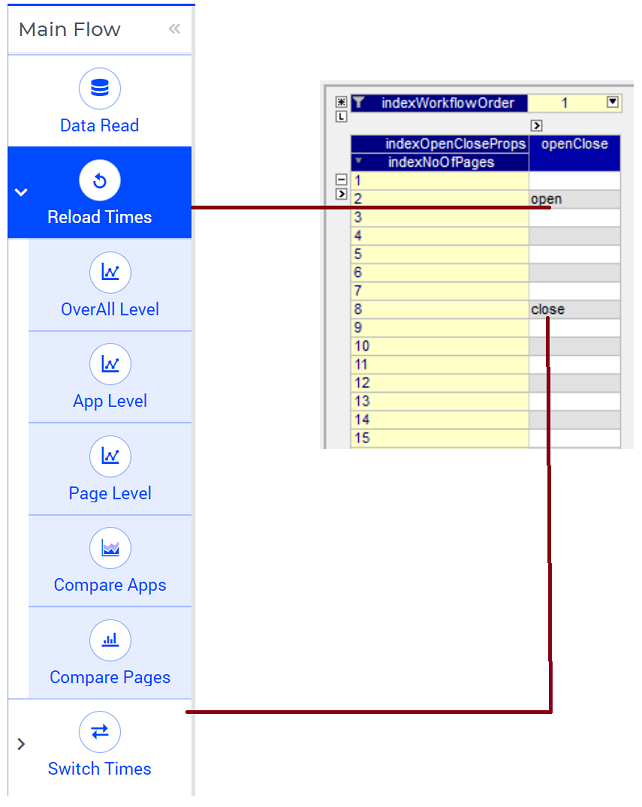 Main Flow «
Data Read
Reload Times
OverAll Level
App Level
Page Level
Compare Apps
Compare Pages
Switch Times
indexWorkflowOrder 1
L
indexOpenCloseProps openClose
indexNoOfPages
1
2 open
3
4
5
6
7
8 close
9
10
11
12
13
14
15